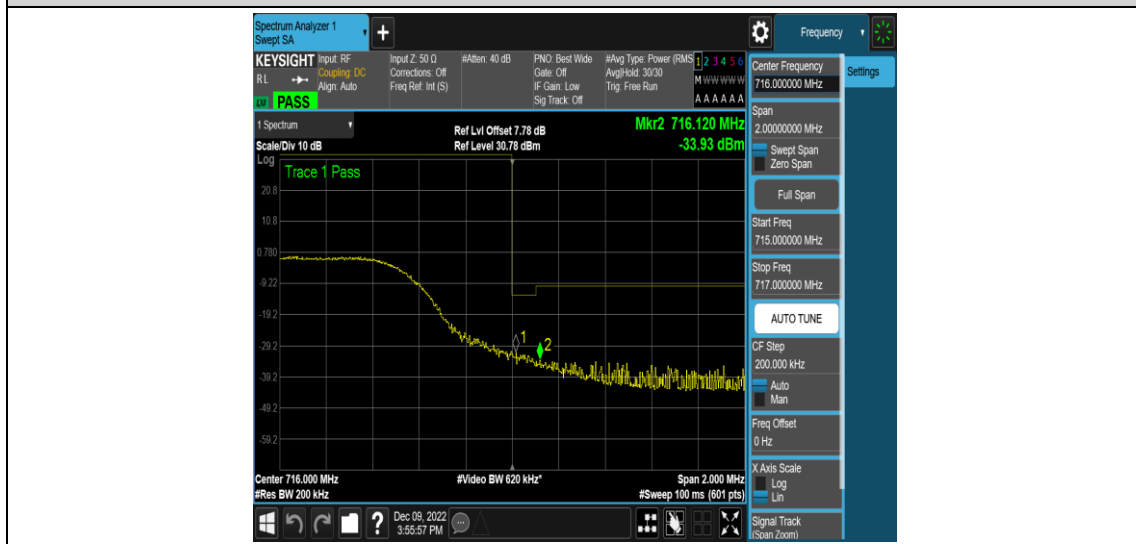 Spectrum Analyzer 1
Swept SA
+
Frequency
KEYSIGHT
Input: RF
Coupling: DC
Align: Auto
Input Z: 50 Ω
Corrections: Off
Freq Ref: Int (S)
#Atten: 40 dB
PNO: Best Wide
Gate: Off
IF Gain: Low
Sig Track: Off
#Avg Type: Power (RMS
Avg|Hold: 30/30
Trig: Free Run
1 2 3 4 5 6
M W W W W W
A A A A A A
RL
LXI
PASS
1 Spectrum
Scale/Div 10 dB
Ref Lvl Offset 7.78 dB
Ref Level 30.78 dBm
Mkr2 716.120 MHz
-33.93 dBm
Log
Trace 1 Pass
20.8
10.8
0.780
-9.22
-19.2
-29.2
-39.2
-49.2
-59.2
1
2
Center 716.000 MHz
#Res BW 200 kHz
#Video BW 620 kHz*
Span 2.000 MHz
#Sweep 100 ms (601 pts)
Center Frequency
716.000000 MHz
Settings
Span
2.00000000 MHz
Swept Span
Zero Span
Full Span
Start Freq
715.000000 MHz
Stop Freq
717.000000 MHz
AUTO TUNE
CF Step
200.000 kHz
Auto
Man
Freq Offset
0 Hz
X Axis Scale
Log
Lin
Signal Track
(Span Zoom)
?
Dec 09, 2022
3:55:57 PM